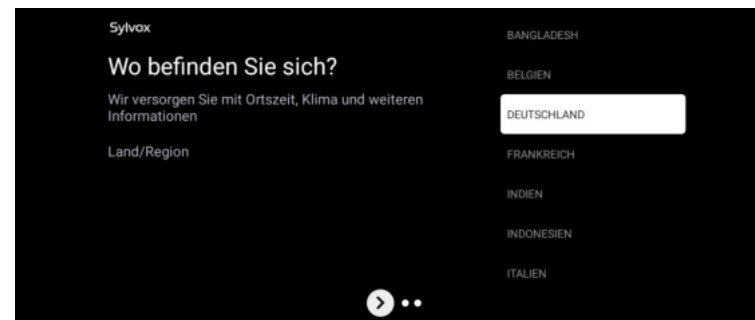 Sylvox
Wo befinden Sie sich?
Wir versorgen Sie mit Ortszeit, Klima und weiteren
Informationen
Land/Region
BANGLADESH
BELGIEN
DEUTSCHLAND
FRANKREICH
INDIEN
INDONESIEN
ITALIEN